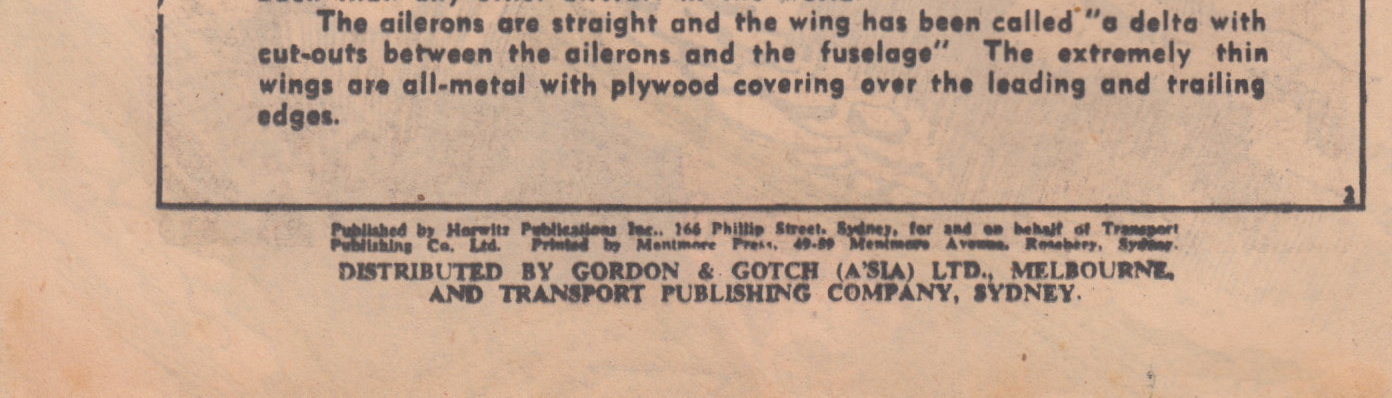 The ailerons are straight and the wing has been called "a delta with
cut-outs between the ailerons and the fuselage" The extremely thin
wings are all-metal with plywood covering over the leading and trailing
edges.
2
Published by Horwitz Publications Inc., 166 Phillip Street, Sydney, for and on behalf of Transport
Publishing Co. Ltd. Printed by Mentmore Press, 49-59 Mentmore Avenue, Rosebery, Sydney.
DISTRIBUTED BY GORDON & GOTCH (A'SIA) LTD., MELBOURNE,
AND TRANSPORT PUBLISHING COMPANY, SYDNEY.